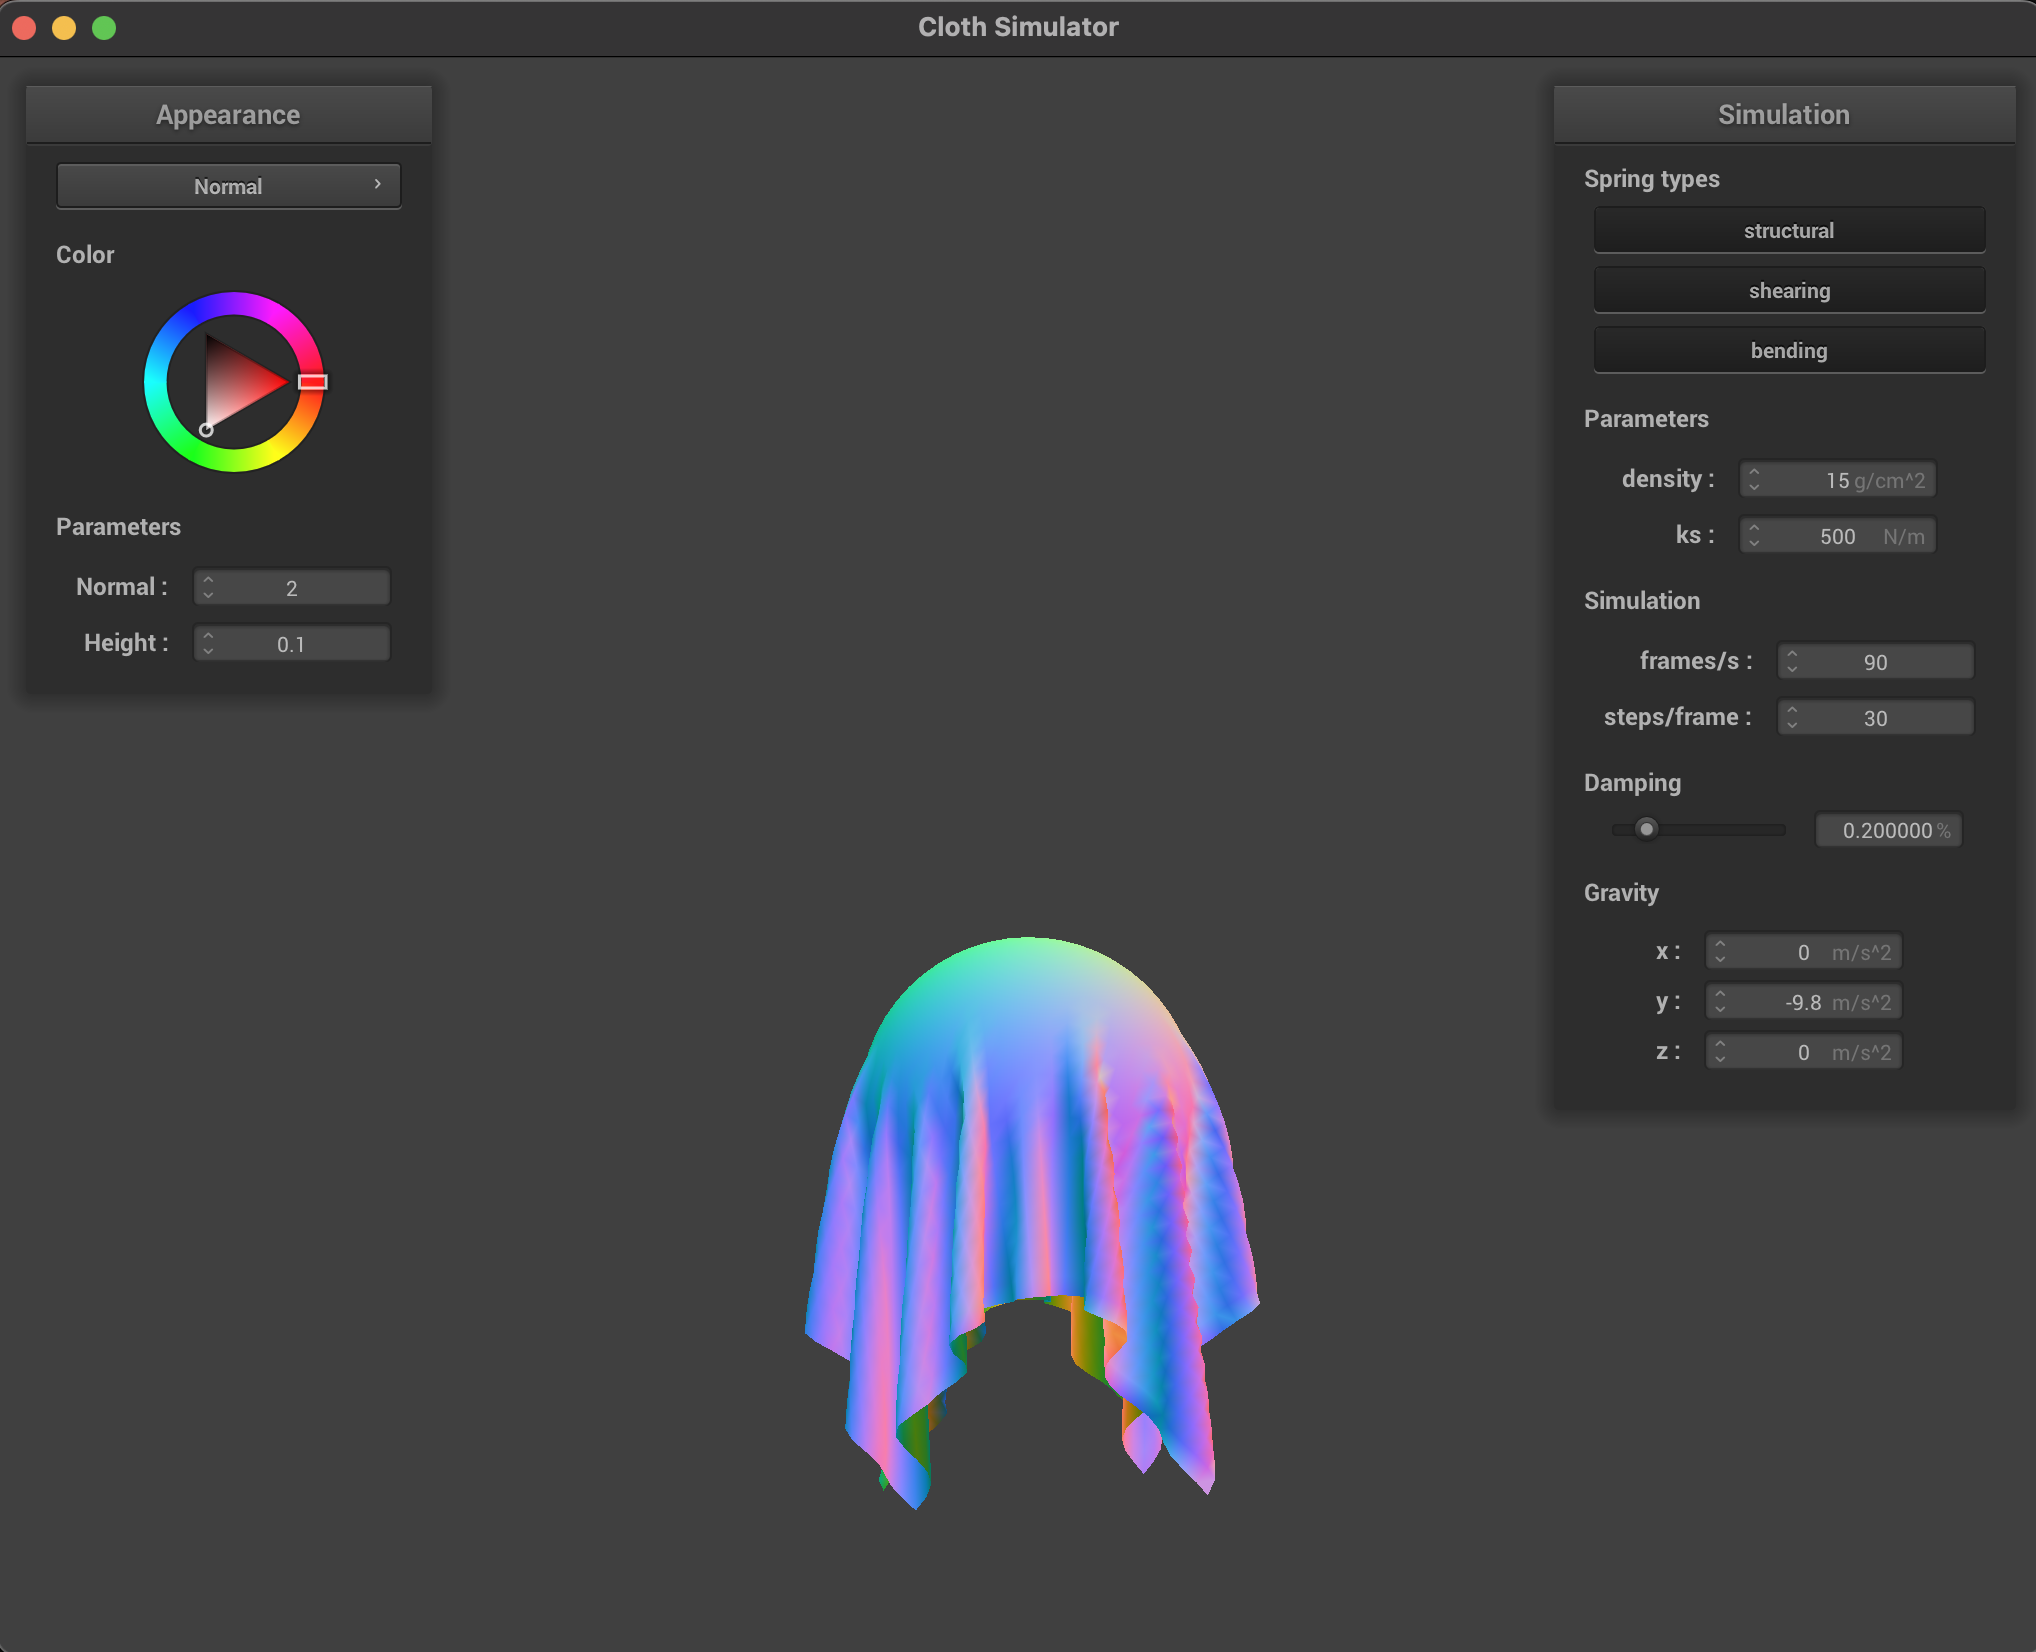 Cloth Simulator
Appearance
Normal
Color
Parameters
Normal : 2
Height : 0.1
Simulation
Spring types
structural
shearing
bending
Parameters
density : 15 g/cm^2
ks : 500 N/m
Simulation
frames/s : 90
steps/frame : 30
Damping
0.200000 %
Gravity
x : 0 m/s^2
y : -9.8 m/s^2
z : 0 m/s^2